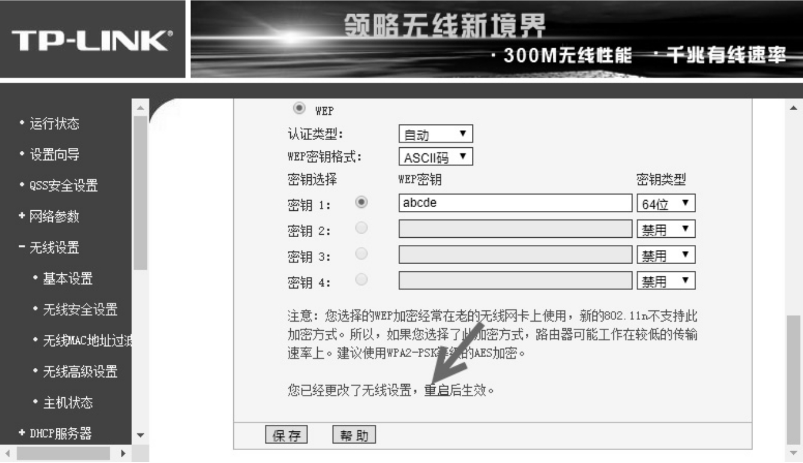 TP-LINK®
领略无线新境界
·300M无线性能 ·千兆有线速率
• 运行状态
• 设置向导
• QSS安全设置
+ 网络参数
- 无线设置
• 基本设置
• 无线安全设置
• 无线MAC地址过滤
• 无线高级设置
• 主机状态
+ DHCP服务器
WEP
认证类型: 自动
WEP密钥格式: ASCII码
密钥选择 WEP密钥 密钥类型
密钥 1: abcde 64位
密钥 2: 禁用
密钥 3: 禁用
密钥 4: 禁用
注意: 您选择的WEP加密经常在老的无线网卡上使用, 新的802.11n不支持此
加密方式。所以, 如果您选择了此加密方式, 路由器可能工作在较低的传输
速率上。建议使用WPA2-PSK等级的AES加密。
您已经更改了无线设置, 重启后生效。
保存 帮助